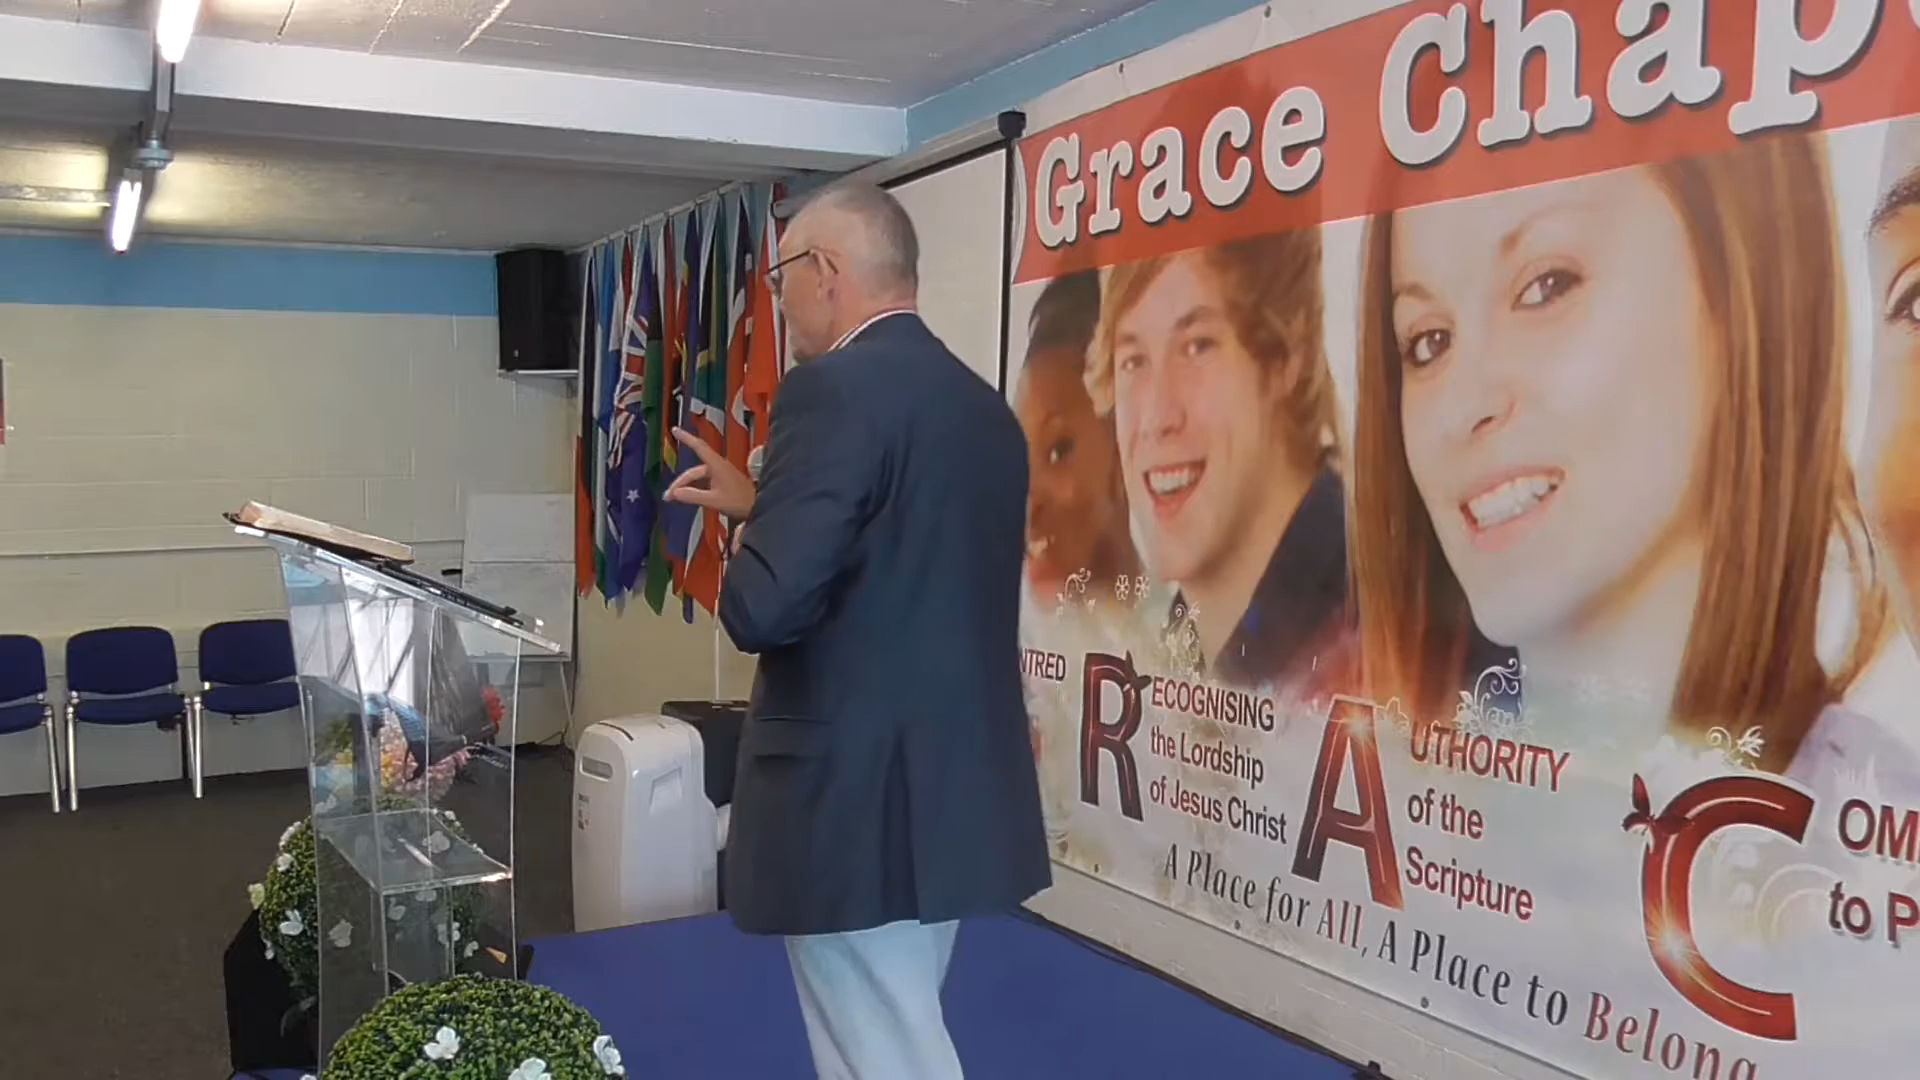 Grace Chap
NTRED
RECOGNISING
the Lordship
of Jesus Christ
AUTHORITY
of the
Scripture
COM
to P
A Place for All, A Place to Belong